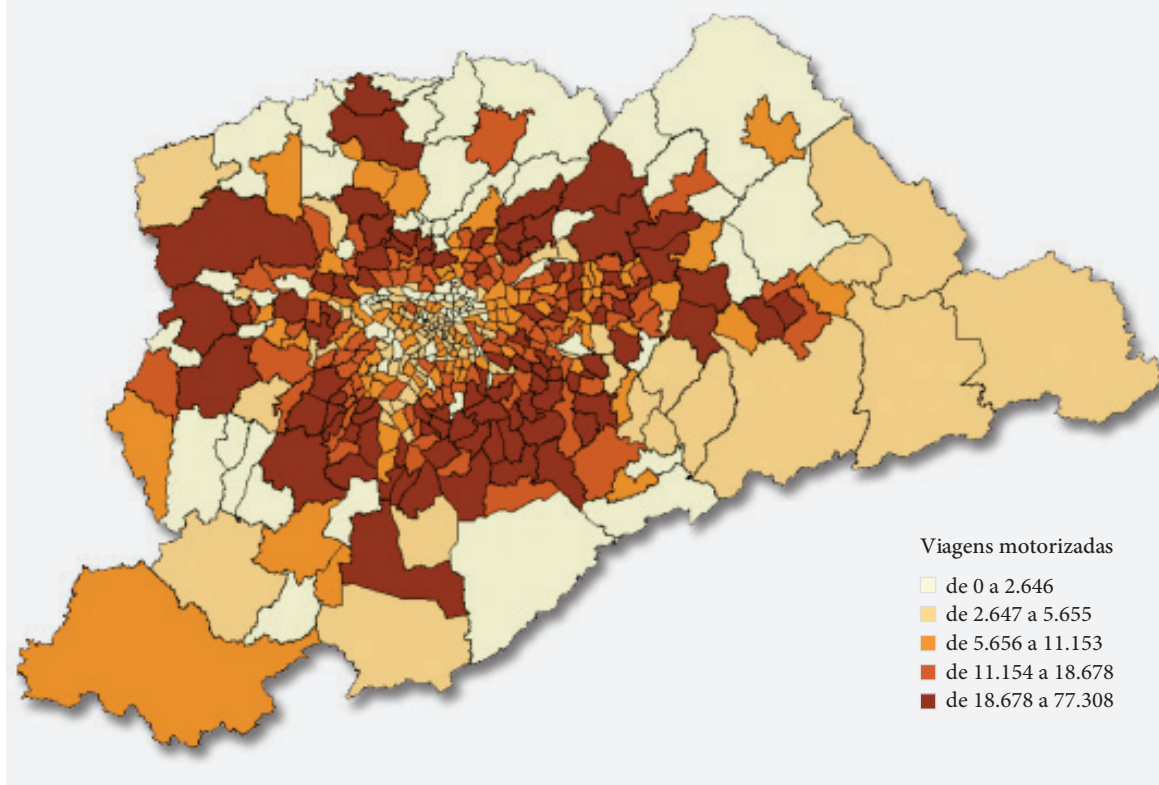 Viagens motorizadas
de 0 a 2.646
de 2.647 a 5.655
de 5.656 a 11.153
de 11.154 a 18.678
de 18.678 a 77.308